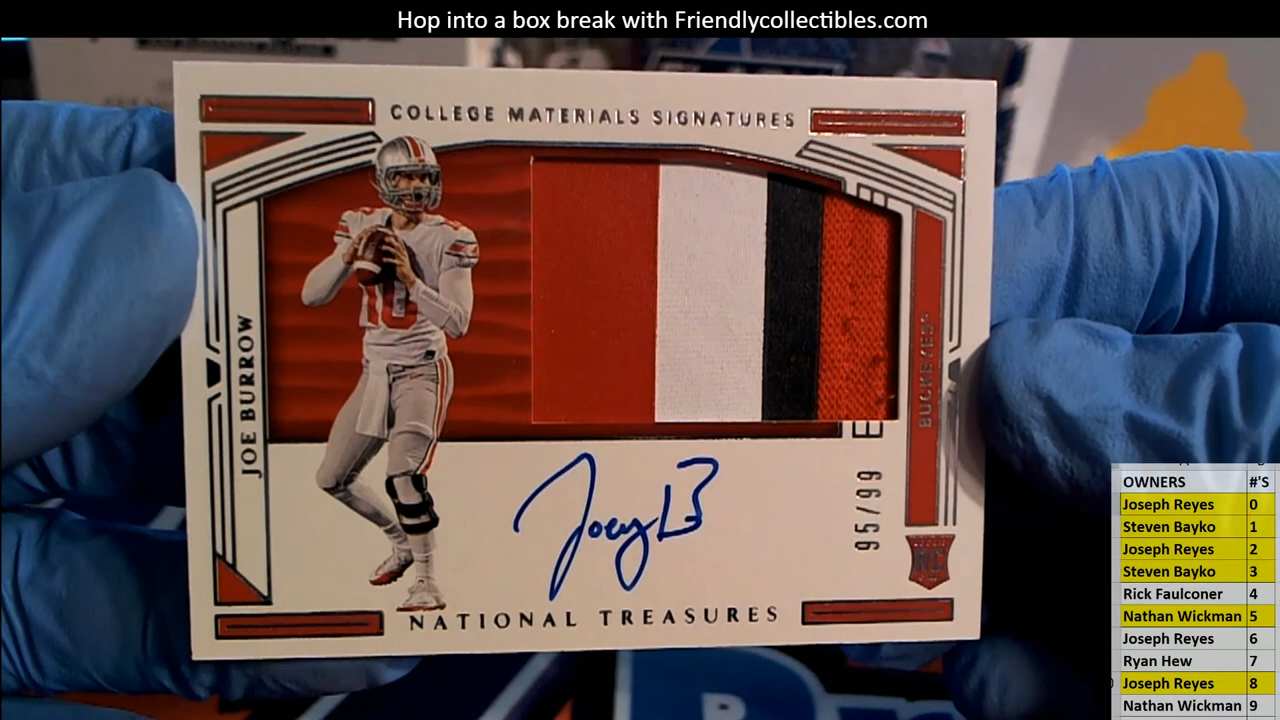 Hop into a box break with Friendlycollectibles.com
COLLEGE MATERIALS SIGNATURES
JOE BURROW
BUCKEYES
10
Joey B
95/99
RC
NATIONAL TREASURES
OWNERS #'S
Joseph Reyes 0
Steven Bayko 1
Joseph Reyes 2
Steven Bayko 3
Rick Faulconer 4
Nathan Wickman 5
Joseph Reyes 6
Ryan Hew 7
Joseph Reyes 8
Nathan Wickman 9